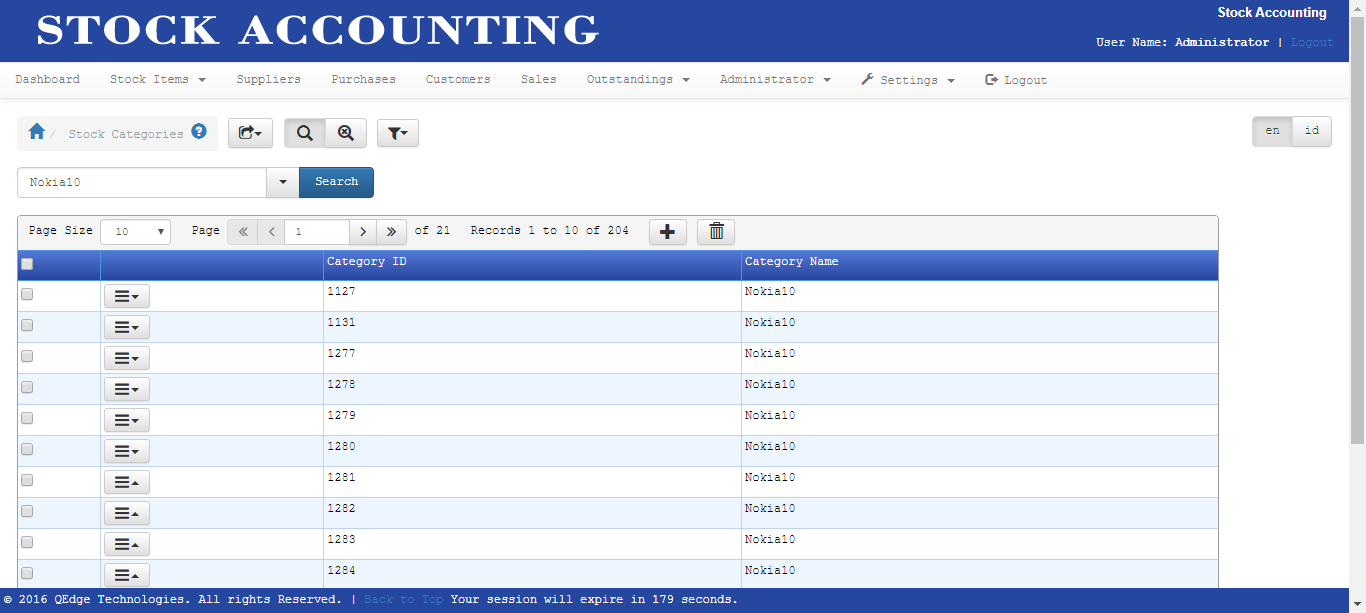 STOCK ACCOUNTING
Stock Accounting
User Name: Administrator | Logout
Dashboard Stock Items Suppliers Purchases Customers Sales Outstandings Administrator Settings Logout
/ Stock Categories ?
en id
Nokia10 Search
Page Size 10 Page 1 of 21 Records 1 to 10 of 204
Category ID Category Name
1127 Nokia10
1131 Nokia10
1277 Nokia10
1278 Nokia10
1279 Nokia10
1280 Nokia10
1281 Nokia10
1282 Nokia10
1283 Nokia10
1284 Nokia10
© 2016 QEdge Technologies. All rights Reserved. | Back to Top Your session will expire in 179 seconds.